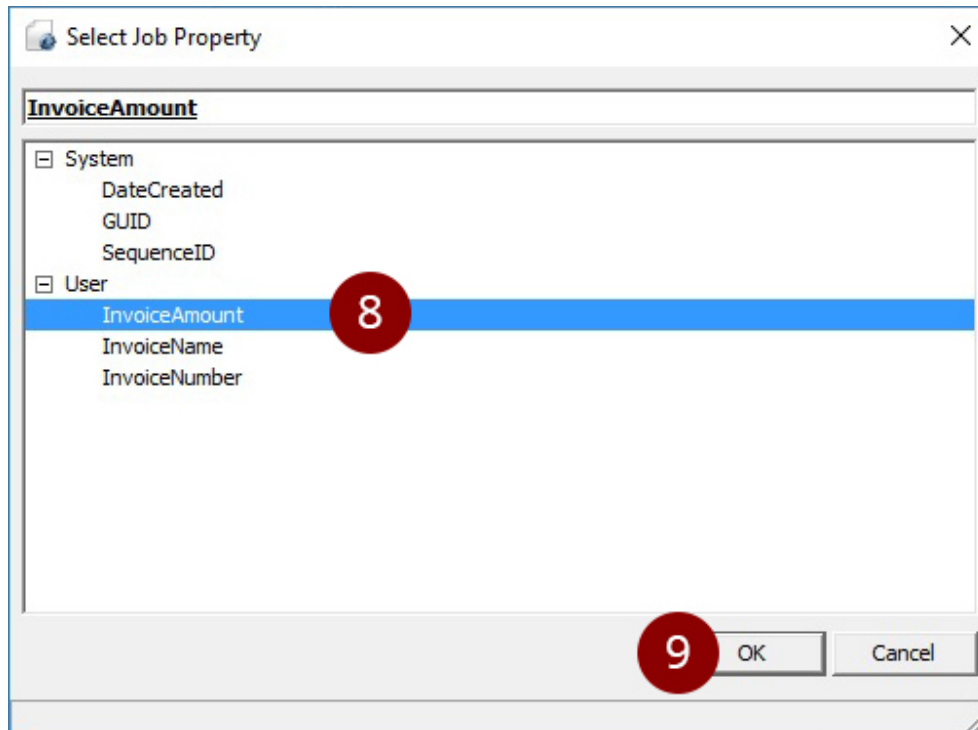 Select Job Property
InvoiceAmount
System
DateCreated
GUID
SequenceID
User
InvoiceAmount 8
InvoiceName
InvoiceNumber
9 OK Cancel